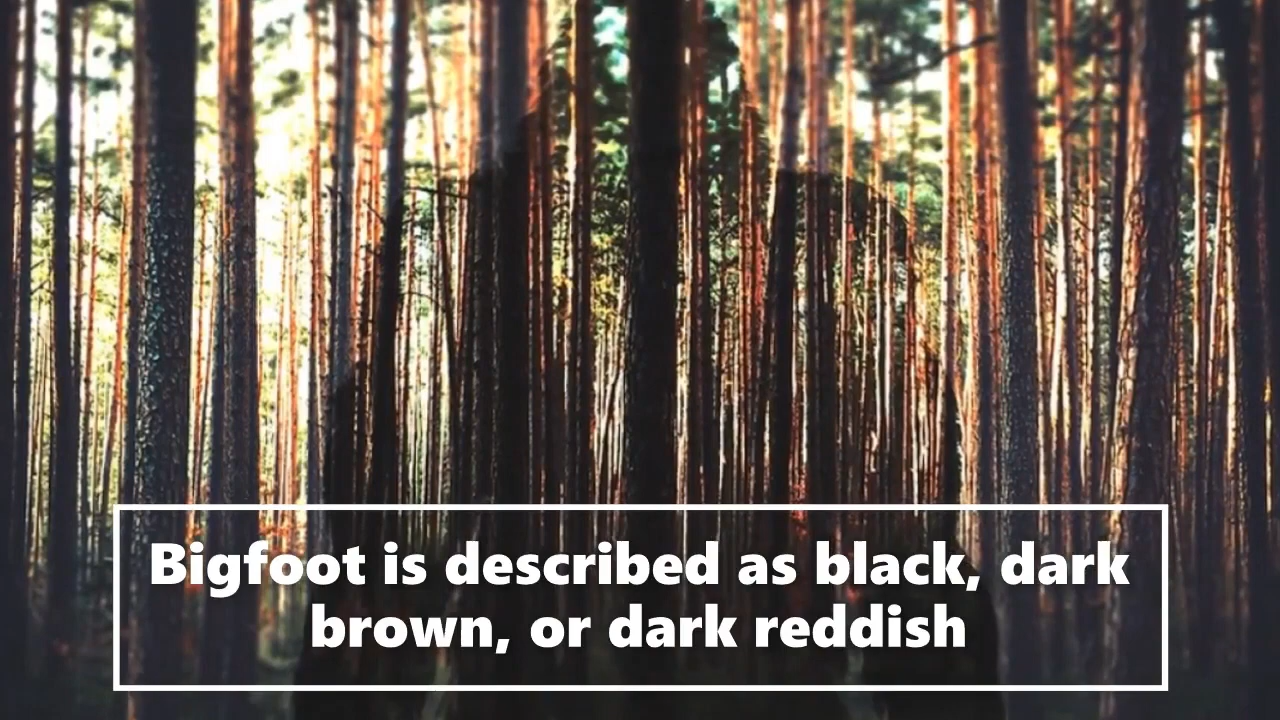 Bigfoot is described as black, dark
brown, or dark reddish